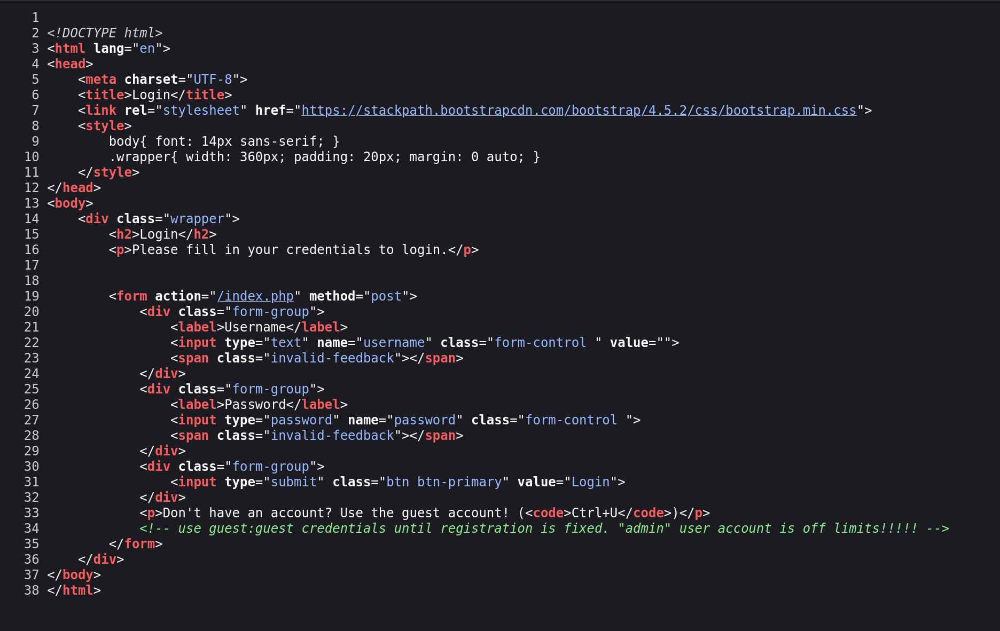 1
2 <!DOCTYPE html>
3 <html lang="en">
4 <head>
5     <meta charset="UTF-8">
6     <title>Login</title>
7     <link rel="stylesheet" href="https://stackpath.bootstrapcdn.com/bootstrap/4.5.2/css/bootstrap.min.css">
8     <style>
9         body{ font: 14px sans-serif; }
10         .wrapper{ width: 360px; padding: 20px; margin: 0 auto; }
11     </style>
12 </head>
13 <body>
14     <div class="wrapper">
15         <h2>Login</h2>
16         <p>Please fill in your credentials to login.</p>
17
18
19         <form action="/index.php" method="post">
20             <div class="form-group">
21                 <label>Username</label>
22                 <input type="text" name="username" class="form-control " value="">
23                 <span class="invalid-feedback"></span>
24             </div>
25             <div class="form-group">
26                 <label>Password</label>
27                 <input type="password" name="password" class="form-control ">
28                 <span class="invalid-feedback"></span>
29             </div>
30             <div class="form-group">
31                 <input type="submit" class="btn btn-primary" value="Login">
32             </div>
33             <p>Don't have an account? Use the guest account! (<code>Ctrl+U</code>)</p>
34             <!-- use guest:guest credentials until registration is fixed. "admin" user account is off limits!!!!! -->
35         </form>
36     </div>
37 </body>
38 </html>